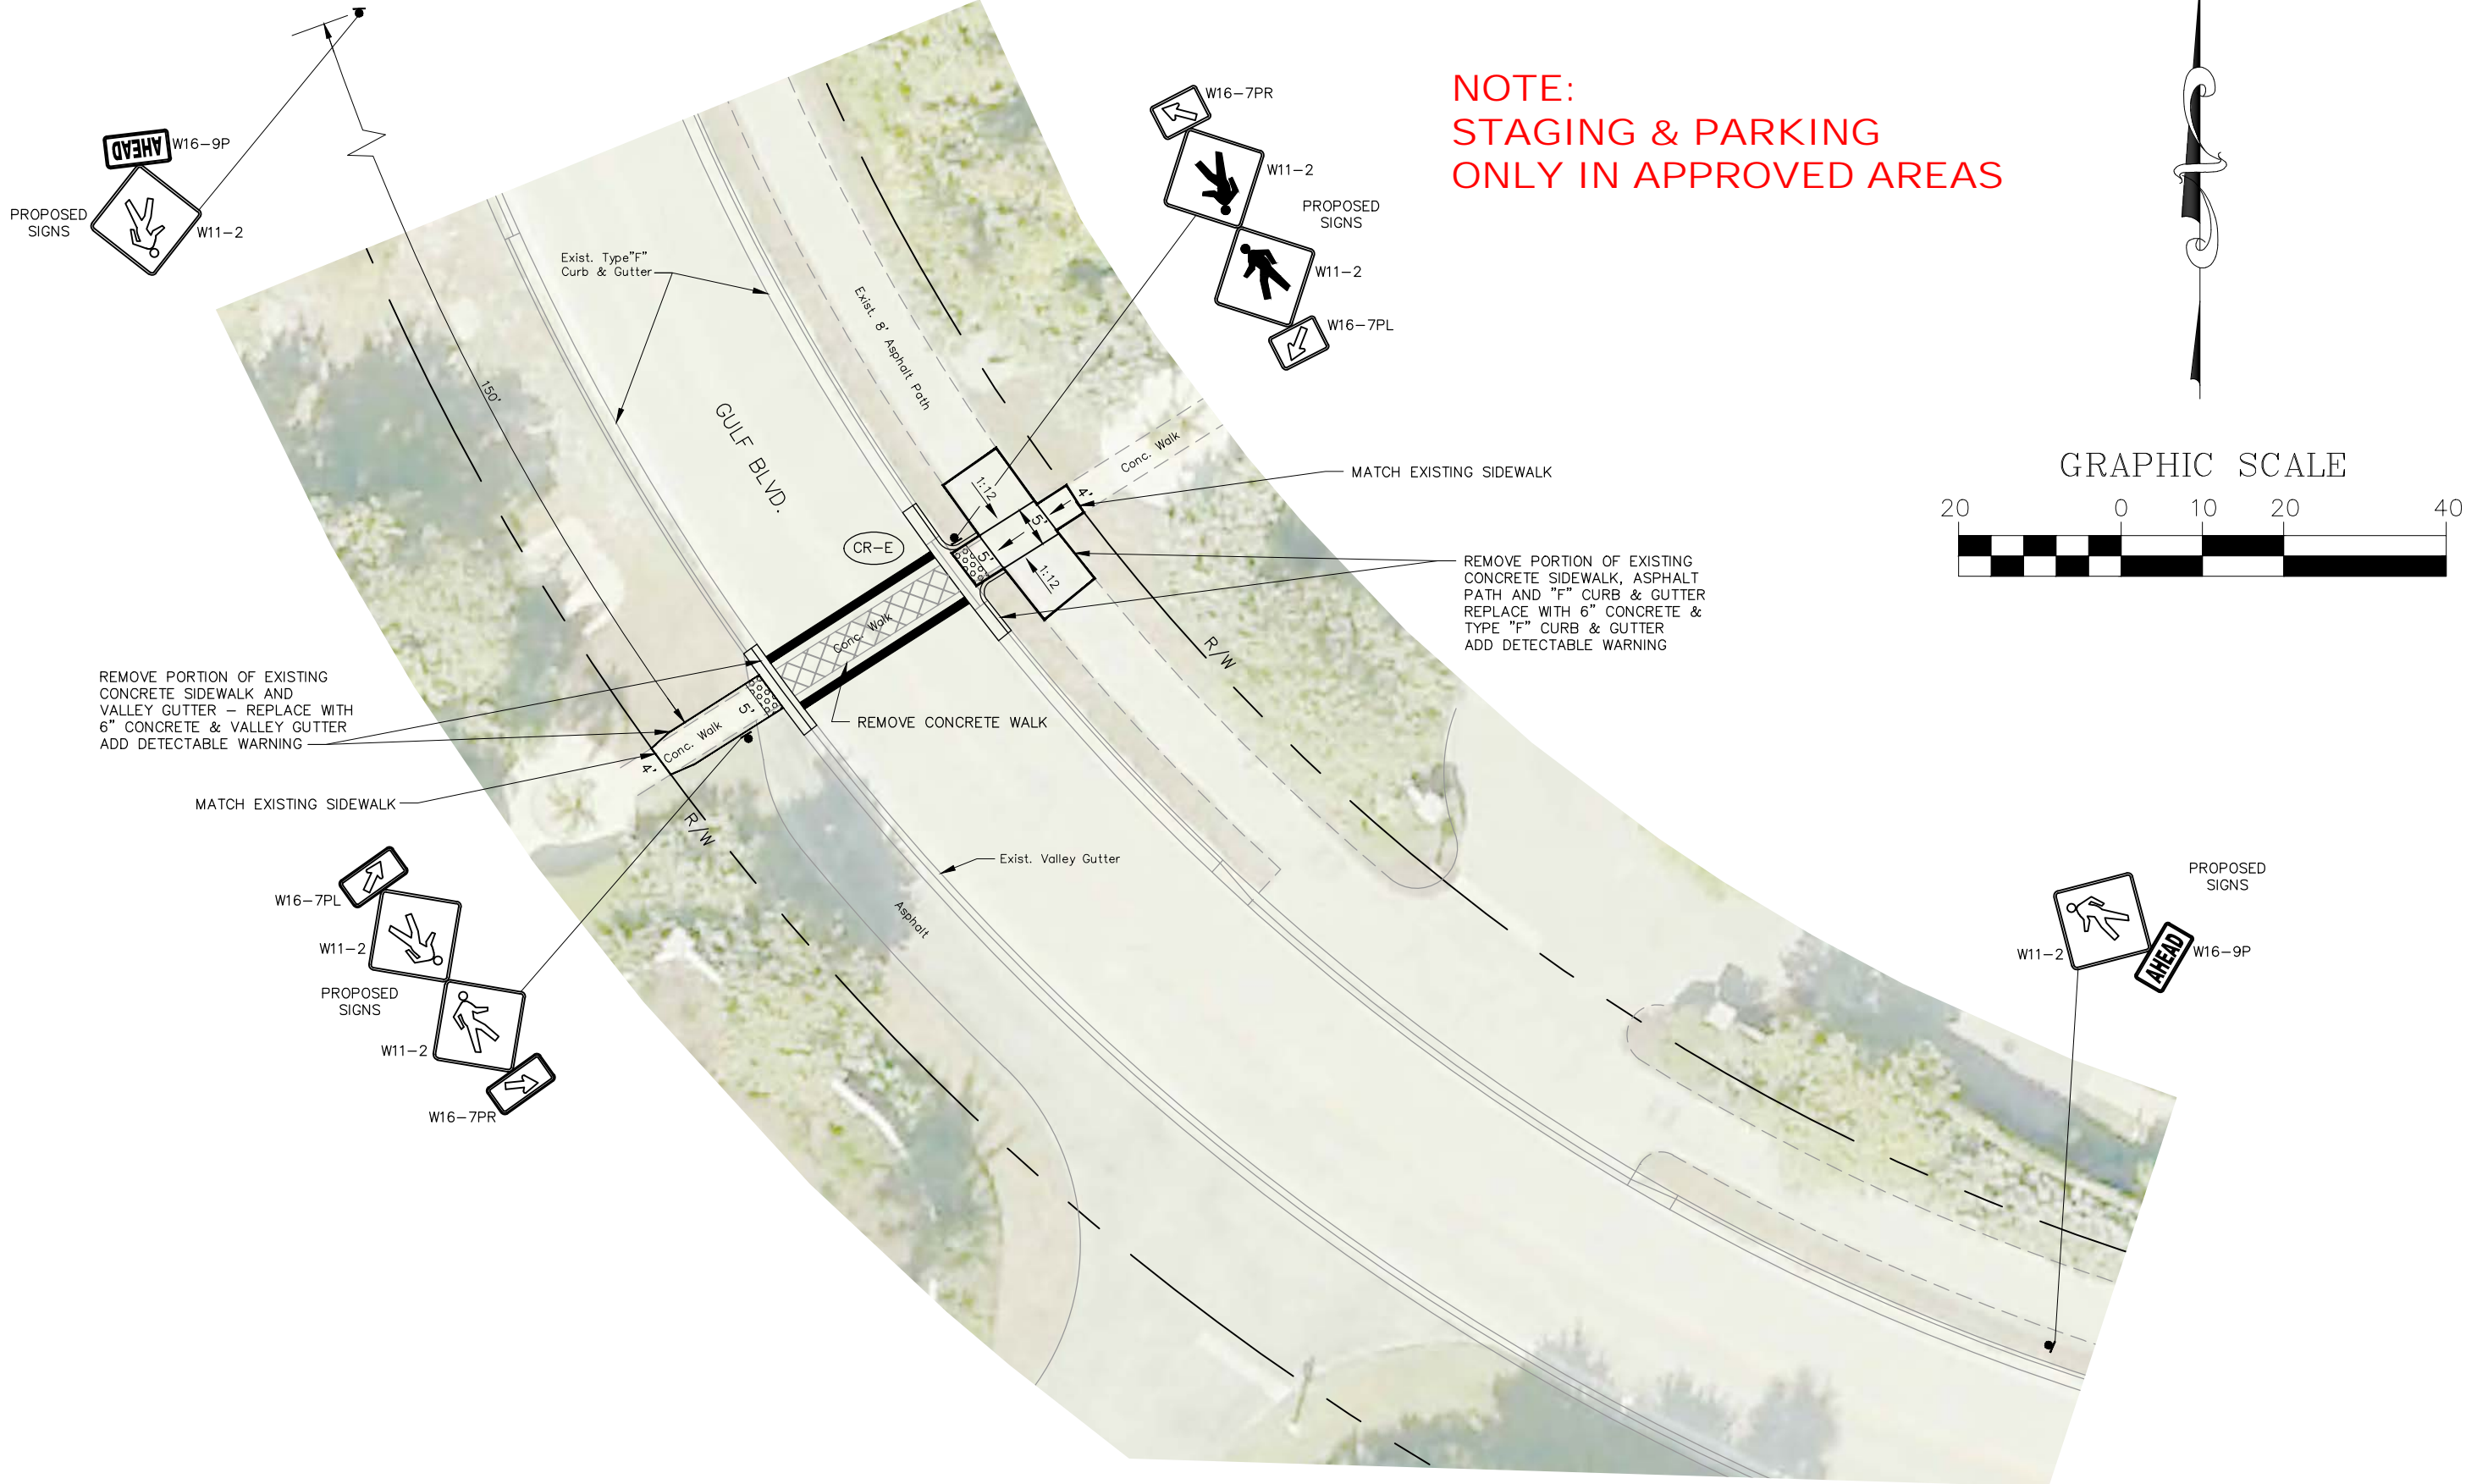 NOTE:
STAGING & PARKING
ONLY IN APPROVED AREAS
W16-9P
AHEAD
PROPOSED
SIGNS
W11-2
W16-7PR
W11-2
PROPOSED
SIGNS
W11-2
W16-7PL
Exist. Type"F"
Curb & Gutter
Exist. 8' Asphalt Path
150'
GULF BLVD.
GRAPHIC SCALE
20 0 10 20 40
Conc. Walk
MATCH EXISTING SIDEWALK
1:12
4'
5'
5'
1:12
CR-E
REMOVE PORTION OF EXISTING
CONCRETE SIDEWALK, ASPHALT
PATH AND "F" CURB & GUTTER
REPLACE WITH 6" CONCRETE &
TYPE "F" CURB & GUTTER
ADD DETECTABLE WARNING
Conc. Walk
R/W
REMOVE PORTION OF EXISTING
CONCRETE SIDEWALK AND
VALLEY GUTTER - REPLACE WITH
6" CONCRETE & VALLEY GUTTER
ADD DETECTABLE WARNING
5'
Conc. Walk
4'
REMOVE CONCRETE WALK
MATCH EXISTING SIDEWALK
R/W
Exist. Valley Gutter
Asphalt
W16-7PL
W11-2
PROPOSED
SIGNS
W11-2
W16-7PR
PROPOSED
SIGNS
W11-2
AHEAD
W16-9P